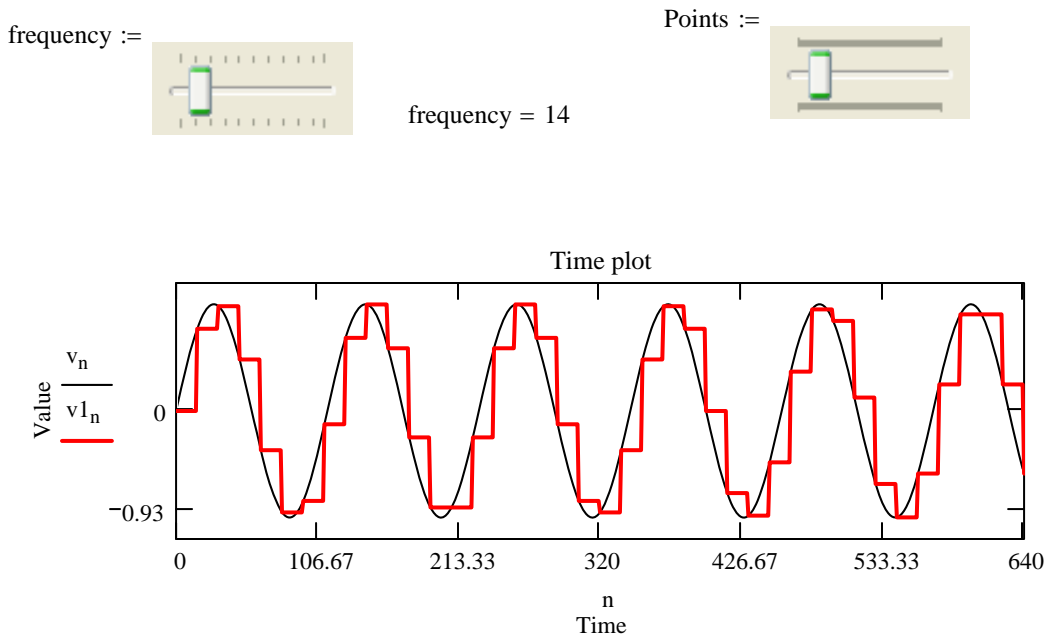 Points :=
frequency :=
frequency = 14
Time plot
Value
v_n
v1_n
0
−0.93
0 106.67 213.33 320 426.67 533.33 640
n
Time